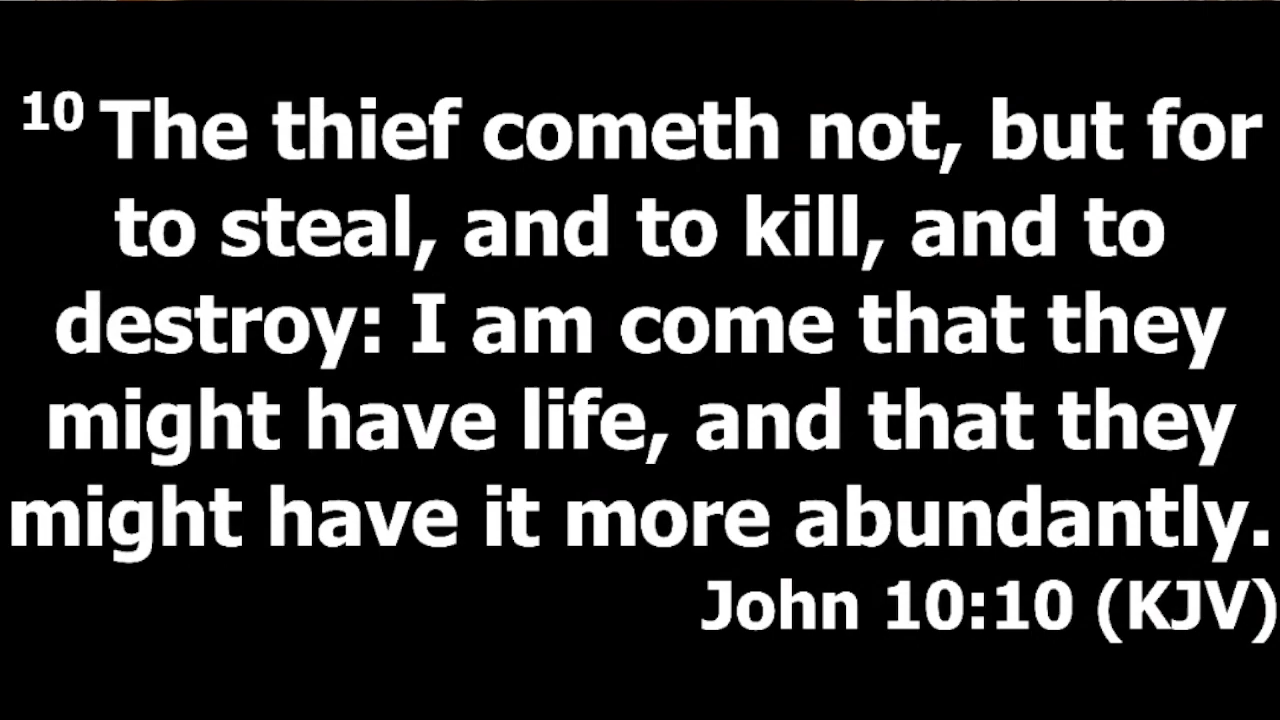 10 The thief cometh not, but for
to steal, and to kill, and to
destroy: I am come that they
might have life, and that they
might have it more abundantly.
John 10:10 (KJV)